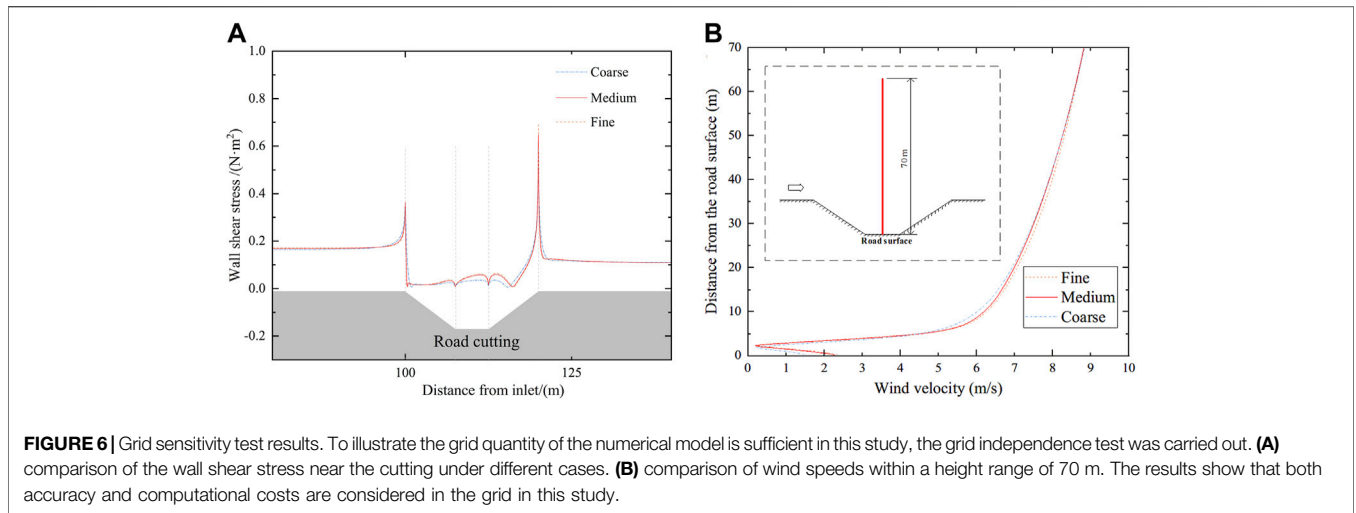 A
1.0
0.8
0.6
0.4
0.2
0.0
-0.2
Wall shear stress /(N·m²)
Coarse
Medium
Fine
Road cutting
100
125
Distance from inlet/(m)
B
70
60
50
40
30
20
10
0
Distance from the road surface (m)
70 m
Road surface
Fine
Medium
Coarse
0 1 2 3 4 5 6 7 8 9 10
Wind velocity (m/s)
FIGURE 6 | Grid sensitivity test results. To illustrate the grid quantity of the numerical model is sufficient in this study, the grid independence test was carried out. (A)
comparison of the wall shear stress near the cutting under different cases. (B) comparison of wind speeds within a height range of 70 m. The results show that both
accuracy and computational costs are considered in the grid in this study.